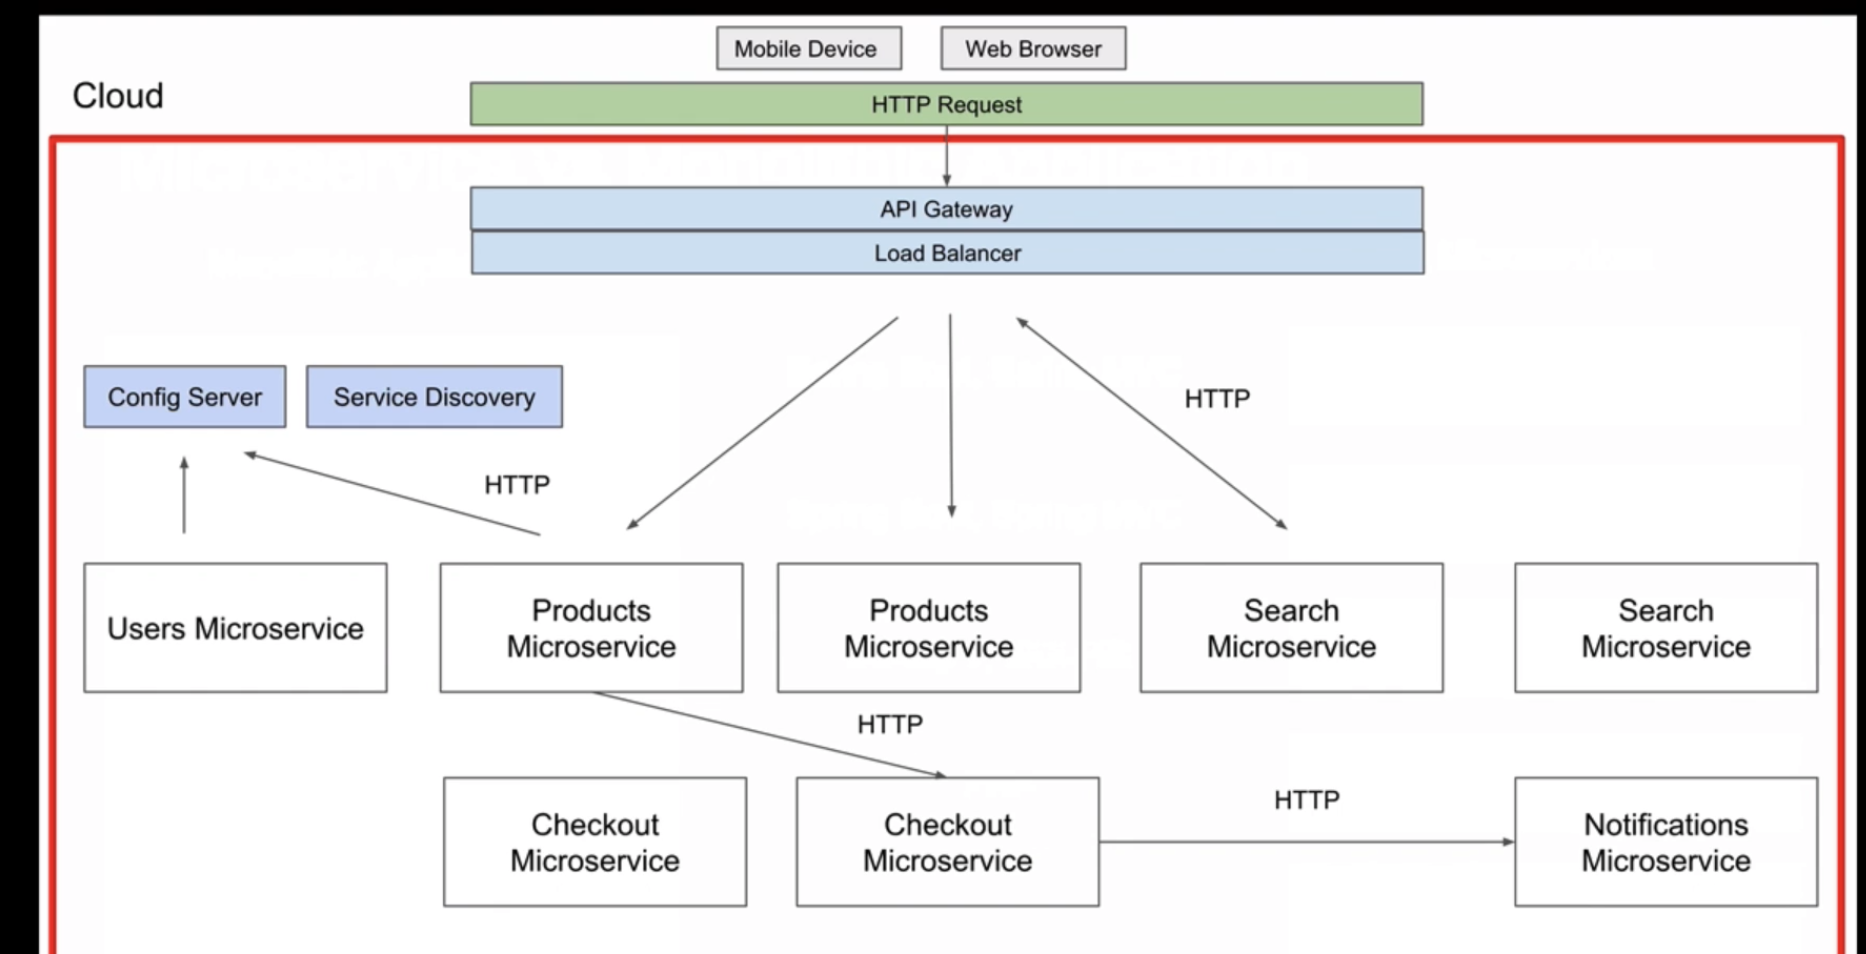 Mobile Device
Web Browser
Cloud
HTTP Request
API Gateway
Load Balancer
Config Server
Service Discovery
HTTP
HTTP
Users Microservice
Products
Microservice
Products
Microservice
Search
Microservice
Search
Microservice
HTTP
Checkout
Microservice
Checkout
Microservice
HTTP
Notifications
Microservice